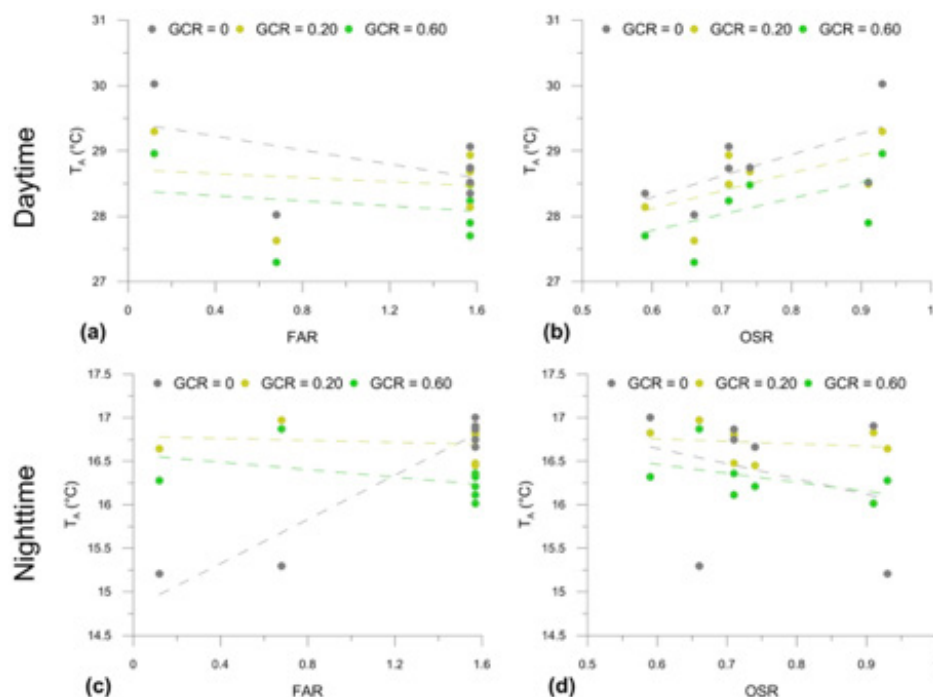 GCR = 0 GCR = 0.20 GCR = 0.60
31
30
29
28
27
T_A (°C)
0 0.4 0.8 1.2 1.6
(a) FAR
Daytime
GCR = 0 GCR = 0.20 GCR = 0.60
31
30
29
28
27
T_A (°C)
0.5 0.6 0.7 0.8 0.9 1
(b) OSR
GCR = 0 GCR = 0.20 GCR = 0.60
17.5
17
16.5
16
15.5
15
14.5
T_A (°C)
0 0.4 0.8 1.2 1.6
(c) FAR
Nighttime
GCR = 0 GCR = 0.20 GCR = 0.60
17.5
17
16.5
16
15.5
15
14.5
T_A (°C)
0.5 0.6 0.7 0.8 0.9
(d) OSR